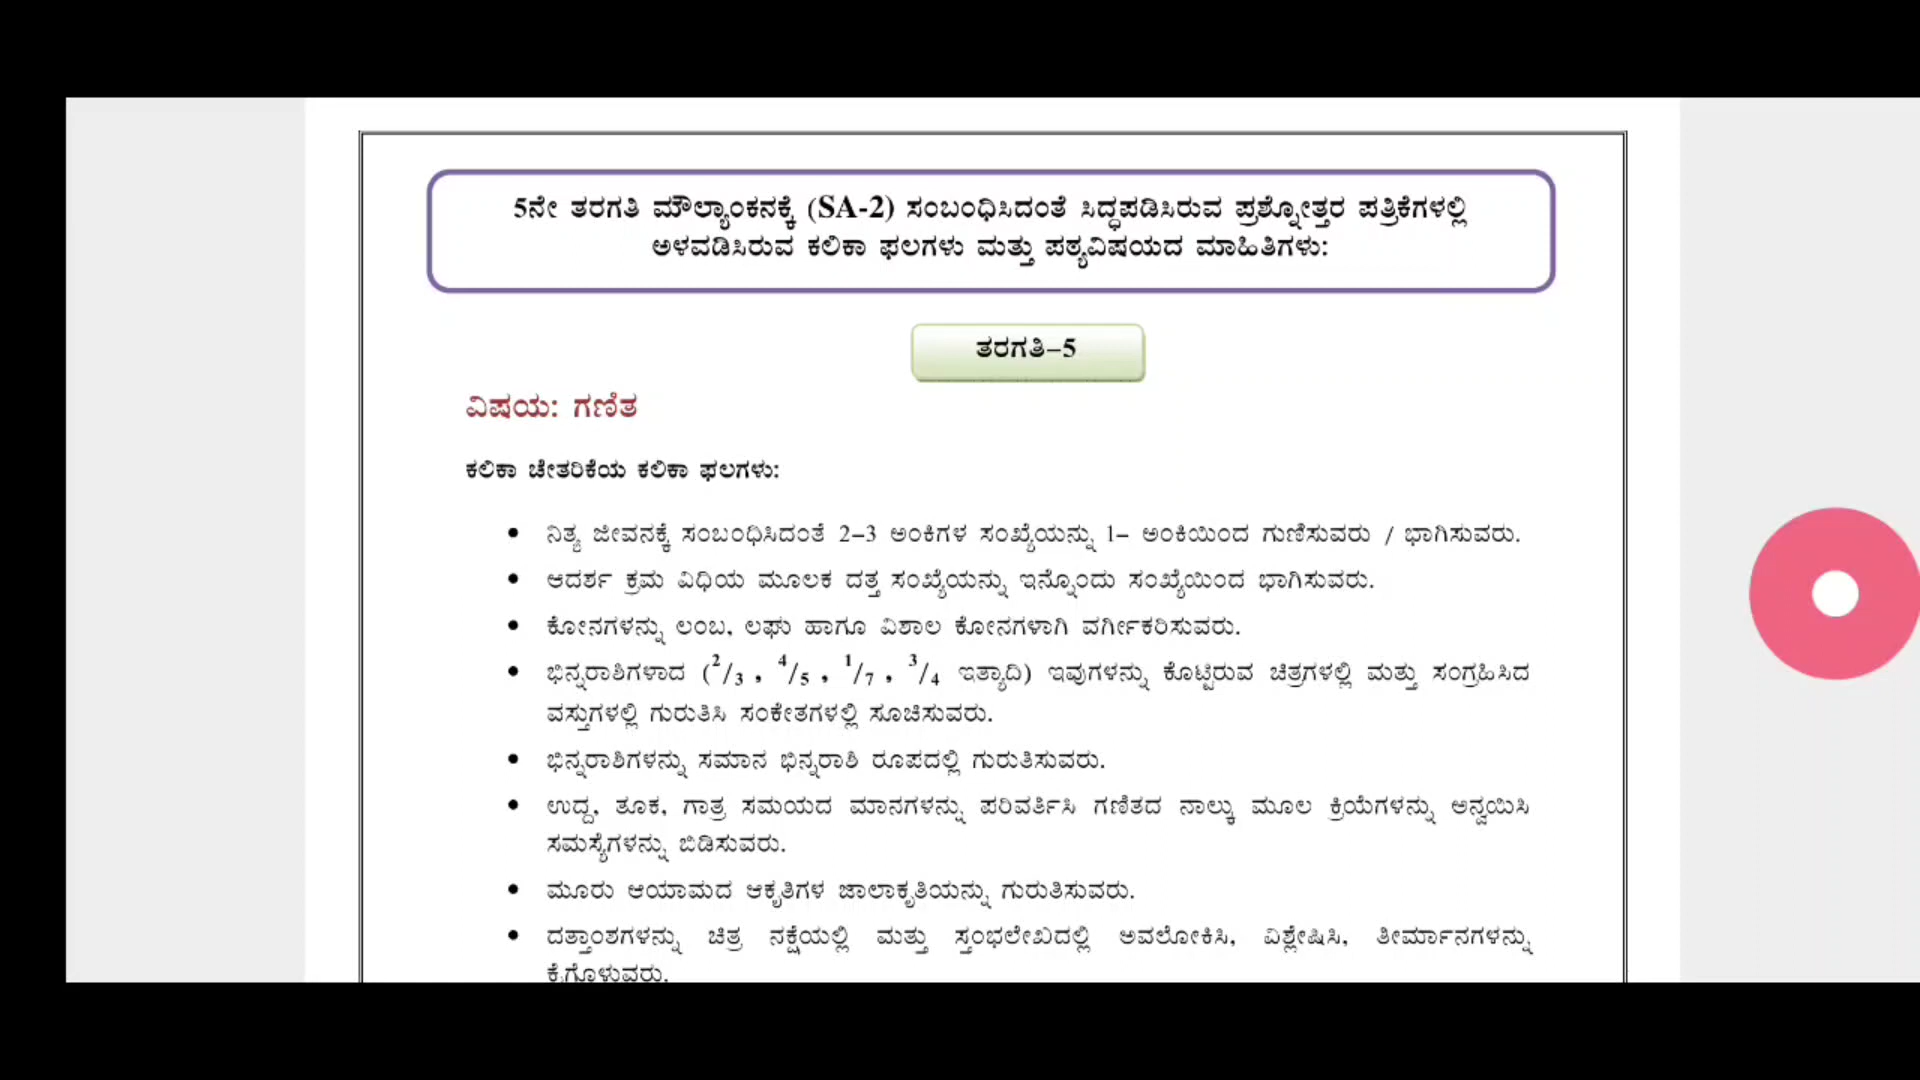 5ನೇ ತರಗತಿ ಮೌಲ್ಯಾಂಕನಕ್ಕೆ (SA-2) ಸಂಬಂಧಿಸಿದಂತೆ ಸಿದ್ಧಪಡಿಸಿರುವ ಪ್ರಶ್ನೋತ್ತರ ಪತ್ರಿಕೆಗಳಲ್ಲಿ
ಅಳವಡಿಸಿರುವ ಕಲಿಕಾ ಫಲಗಳು ಮತ್ತು ಪಠ್ಯವಿಷಯದ ಮಾಹಿತಿಗಳು:
ತರಗತಿ–5
ವಿಷಯ: ಗಣಿತ
ಕಲಿಕಾ ಚೇತರಿಕೆಯ ಕಲಿಕಾ ಫಲಗಳು:
• ನಿತ್ಯ ಜೀವನಕ್ಕೆ ಸಂಬಂಧಿಸಿದಂತೆ 2–3 ಅಂಕಿಗಳ ಸಂಖ್ಯೆಯನ್ನು 1– ಅಂಕಿಯಿಂದ ಗುಣಿಸುವರು / ಭಾಗಿಸುವರು.
• ಆದರ್ಶ ಕ್ರಮ ವಿಧಿಯ ಮೂಲಕ ದತ್ತ ಸಂಖ್ಯೆಯನ್ನು ಇನ್ನೊಂದು ಸಂಖ್ಯೆಯಿಂದ ಭಾಗಿಸುವರು.
• ಕೋನಗಳನ್ನು ಲಂಬ, ಲಘು ಹಾಗೂ ವಿಶಾಲ ಕೋನಗಳಾಗಿ ವರ್ಗೀಕರಿಸುವರು.
• ಭಿನ್ನರಾಶಿಗಳಾದ (2/3 , 4/5 , 1/7 , 3/4 ಇತ್ಯಾದಿ) ಇವುಗಳನ್ನು ಕೊಟ್ಟಿರುವ ಚಿತ್ರಗಳಲ್ಲಿ ಮತ್ತು ಸಂಗ್ರಹಿಸಿದ
ವಸ್ತುಗಳಲ್ಲಿ ಗುರುತಿಸಿ ಸಂಕೇತಗಳಲ್ಲಿ ಸೂಚಿಸುವರು.
• ಭಿನ್ನರಾಶಿಗಳನ್ನು ಸಮಾನ ಭಿನ್ನರಾಶಿ ರೂಪದಲ್ಲಿ ಗುರುತಿಸುವರು.
• ಉದ್ದ, ತೂಕ, ಗಾತ್ರ ಸಮಯದ ಮಾನಗಳನ್ನು ಪರಿವರ್ತಿಸಿ ಗಣಿತದ ನಾಲ್ಕು ಮೂಲ ಕ್ರಿಯೆಗಳನ್ನು ಅನ್ವಯಿಸಿ
ಸಮಸ್ಯೆಗಳನ್ನು ಬಿಡಿಸುವರು.
• ಮೂರು ಆಯಾಮದ ಆಕೃತಿಗಳ ಜಾಲಾಕೃತಿಯನ್ನು ಗುರುತಿಸುವರು.
• ದತ್ತಾಂಶಗಳನ್ನು ಚಿತ್ರ ನಕ್ಷೆಯಲ್ಲಿ ಮತ್ತು ಸ್ತಂಭಲೇಖದಲ್ಲಿ ಅವಲೋಕಿಸಿ, ವಿಶ್ಲೇಷಿಸಿ, ತೀರ್ಮಾನಗಳನ್ನು
ಕೈಗೊಳುವರು.